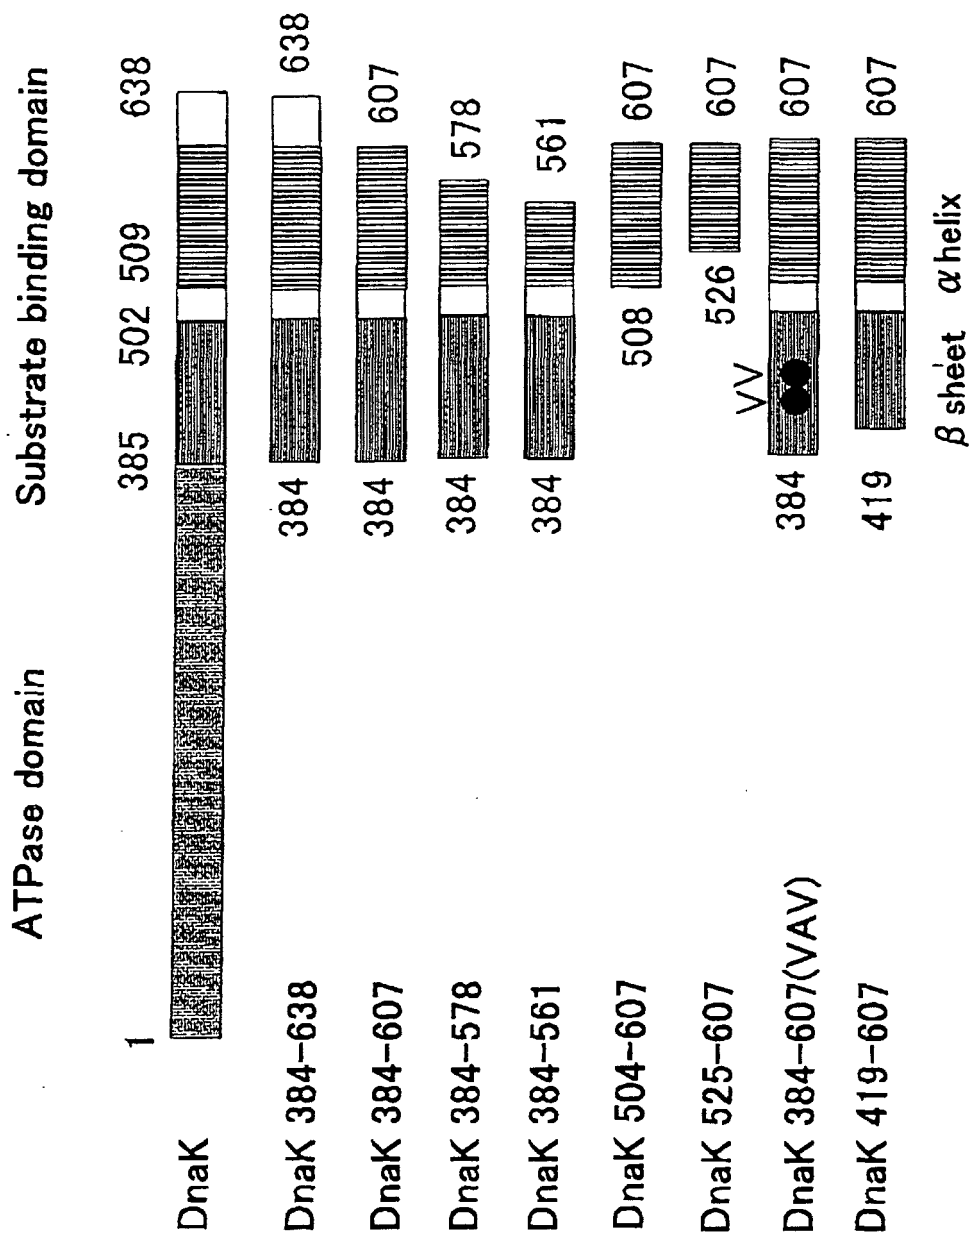 ATPase domain Substrate binding domain
1 385 502 509 638
DnaK
DnaK 384-638 384 638
DnaK 384-607 384 607
DnaK 384-578 384 578
DnaK 384-561 384 561
DnaK 504-607 508 607
DnaK 525-607 526 607
VV
DnaK 384-607(VAV) 384 607
DnaK 419-607 419 607
β sheet α helix